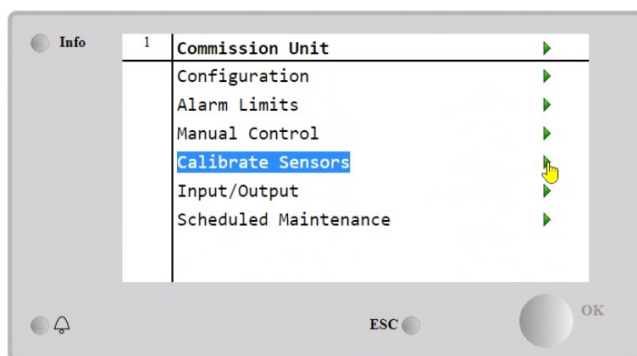 Info
1 Commission Unit
Configuration
Alarm Limits
Manual Control
Calibrate Sensors
Input/Output
Scheduled Maintenance
ESC
OK